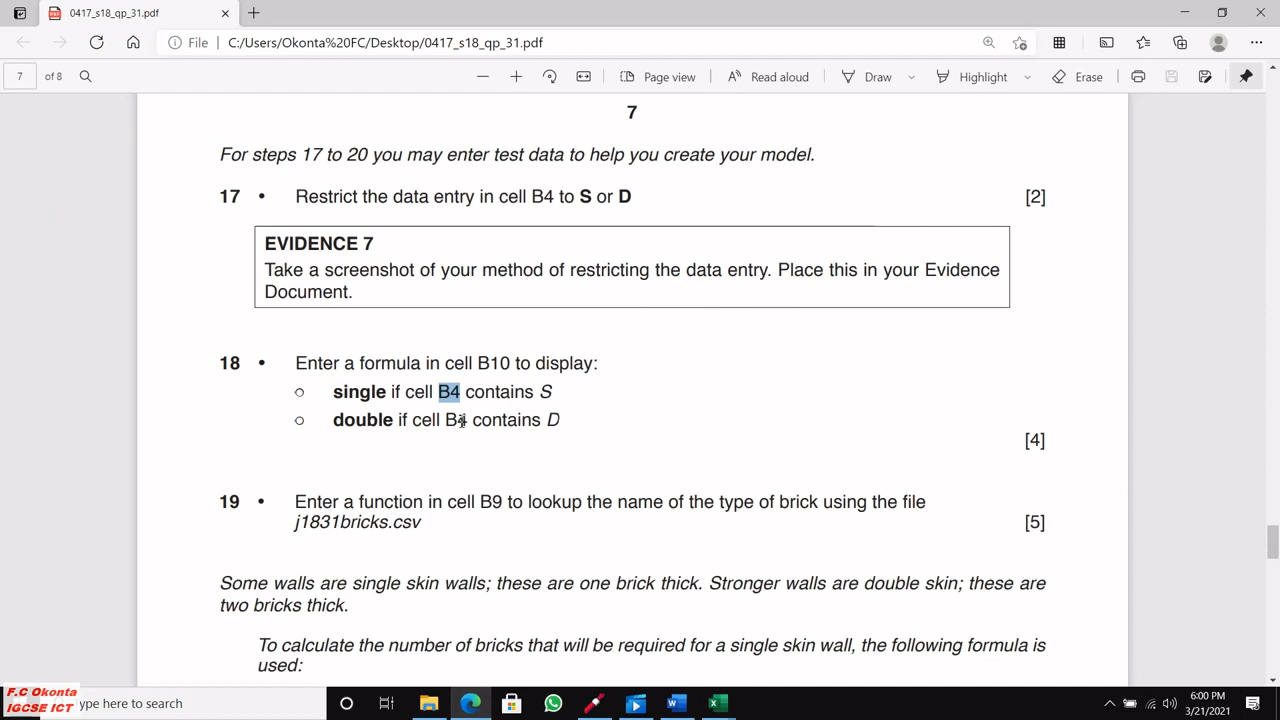 0417_s18_qp_31.pdf
File
C:/Users/Okonta%20FC/Desktop/0417_s18_qp_31.pdf
7
of 8
Page view
Read aloud
Draw
Highlight
Erase
7
For steps 17 to 20 you may enter test data to help you create your model.
17 • Restrict the data entry in cell B4 to S or D [2]
EVIDENCE 7
Take a screenshot of your method of restricting the data entry. Place this in your Evidence
Document.
18 • Enter a formula in cell B10 to display:
single if cell B4 contains S
double if cell B4 contains D
[4]
19 • Enter a function in cell B9 to lookup the name of the type of brick using the file
j1831bricks.csv [5]
Some walls are single skin walls; these are one brick thick. Stronger walls are double skin; these are
two bricks thick.
To calculate the number of bricks that will be required for a single skin wall, the following formula is
used:
F.C Okonta
IGCSE ICT
ype here to search
6:00 PM
3/21/2021